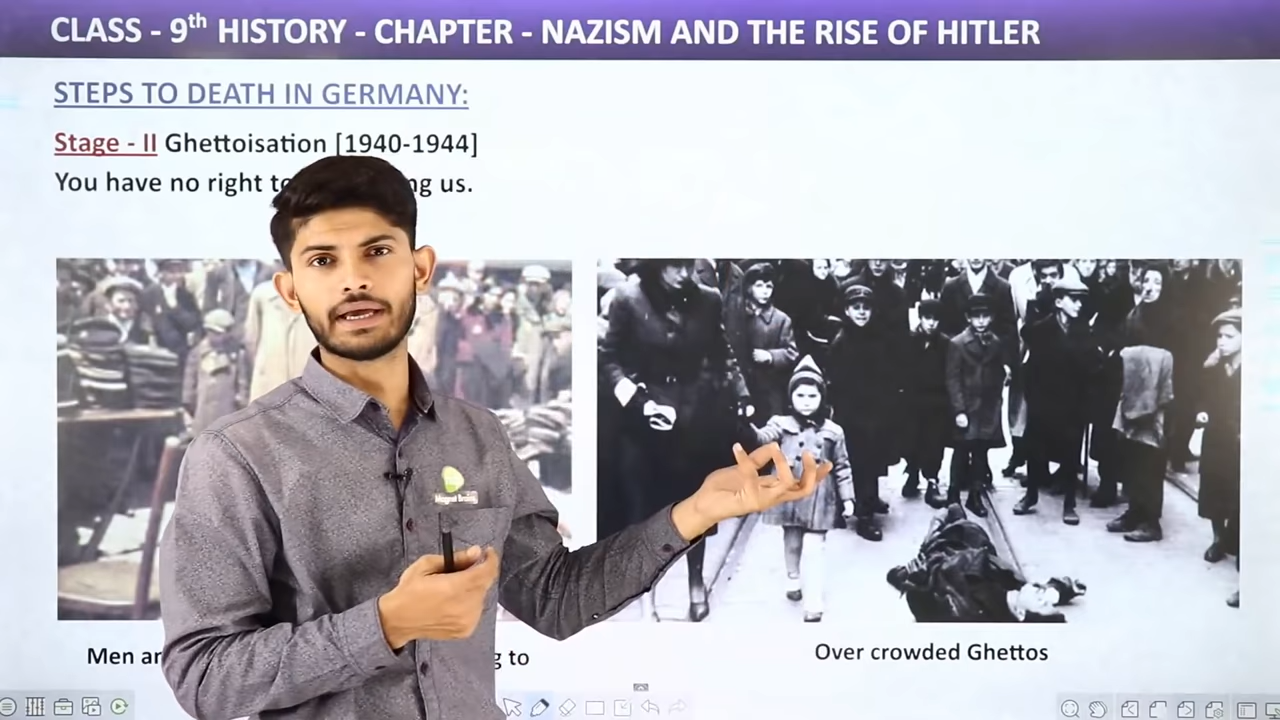 CLASS - 9th HISTORY - CHAPTER - NAZISM AND THE RISE OF HITLER
STEPS TO DEATH IN GERMANY:
Stage - II Ghettoisation [1940-1944]
You have no right to us.
Men
to
Over crowded Ghettos